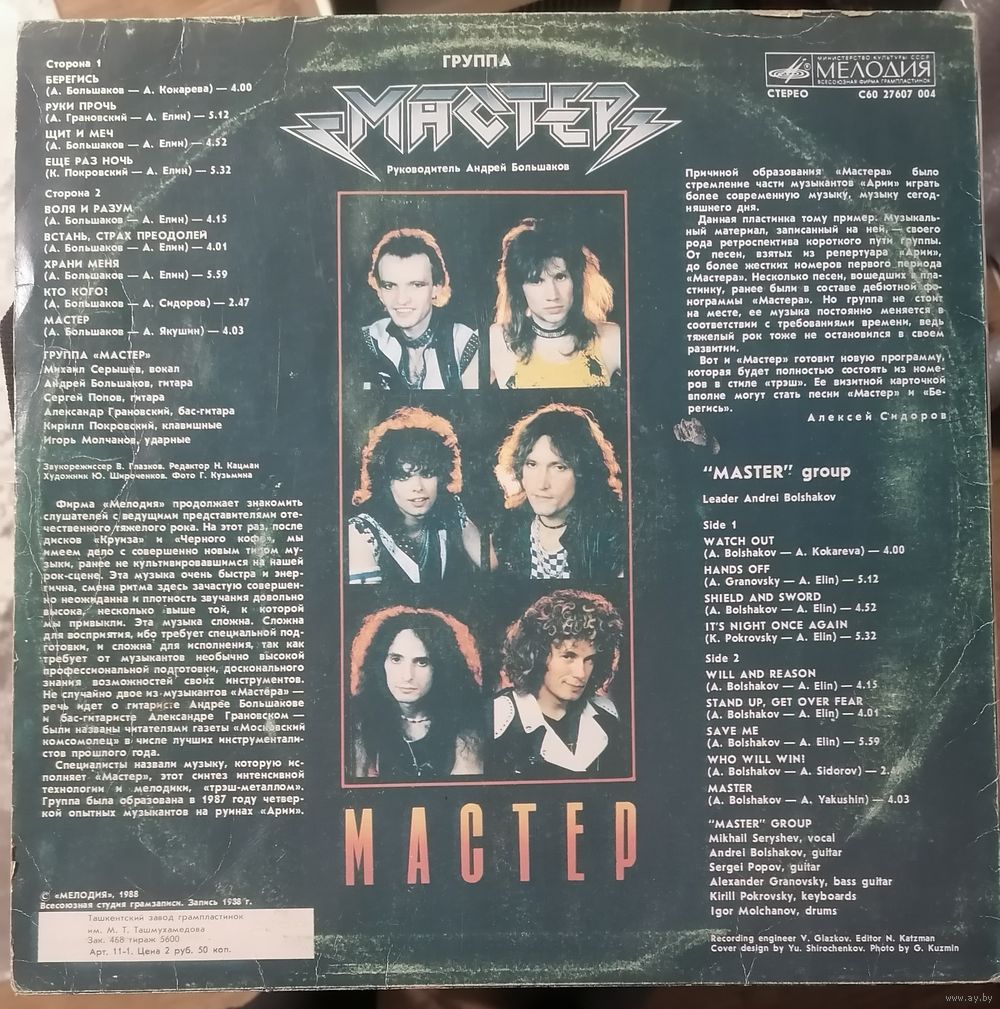 Сторона 1
БЕРЕГИСЬ
(А. Большаков — А. Кокарева) — 4.00
РУКИ ПРОЧЬ
(А. Грановский — А. Елин) — 5.12
ЩИТ И МЕЧ
(А. Большаков — А. Елин) — 4.52
ЕЩЕ РАЗ НОЧЬ
(К. Покровский — А. Елин) — 5.32
Сторона 2
ВОЛЯ И РАЗУМ
(А. Большаков — А. Елин) — 4.15
ВСТАНЬ, СТРАХ ПРЕОДОЛЕЙ
(А. Большаков — А. Елин) — 4.01
ХРАНИ МЕНЯ
(А. Большаков — А. Елин) — 5.59
КТО КОГО!
(А. Большаков — А. Сидоров) — 2.47
МАСТЕР
(А. Большаков — А. Якушин) — 4.03
ГРУППА «МАСТЕР»
Михаил Серышев, вокал
Андрей Большаков, гитара
Сергей Попов, гитара
Александр Грановский, бас-гитара
Кирилл Покровский, клавишные
Игорь Молчанов, ударные
Звукорежиссер В. Глазков. Редактор Н. Кацман
Художник Ю. Широченков. Фото Г. Кузьмина
Фирма «Мелодия» продолжает знакомить
слушателей с ведущими представителями оте-
чественного тяжелого рока. На этот раз, после
дисков «Круиза» и «Черного кофе», мы
имеем дело с совершенно новым типом му-
зыки, ранее не культивировавшимся на нашей
рок-сцене. Эта музыка очень быстра и энер-
гична, смена ритма здесь зачастую совершен-
но неожиданна и плотность звучания довольно
высока, несколько выше той, к которой
мы привыкли. Эта музыка сложна. Сложна
для восприятия, ибо требует специальной под-
готовки, и сложна для исполнения, так как
требует от музыкантов необычно высокой
профессиональной подготовки, досконального
знания возможностей своих инструментов.
Не случайно двое из музыкантов «Мастера» —
речь идет о гитаристе Андрее Большакове
и бас-гитаристе Александре Грановском —
были названы читателями газеты «Московский
комсомолец» в числе лучших инструментали-
стов прошлого года.
Специалисты назвали музыку, которую ис-
полняет «Мастер», этот синтез интенсивной
технологии и мелодики, «трэш-металлом».
Группа была образована в 1987 году четвер-
кой опытных музыкантов на руинах «Арии».
© «МЕЛОДИЯ», 1988
Всесоюзная студия грамзаписи. Запись 1988 г.
Ташкентский завод грампластинок
им. М. Т. Ташмухамедова
Зак. 468 тираж 5600
Арт. 11-1. Цена 2 руб. 50 коп.
ГРУППА
МАСТЕР
Руководитель Андрей Большаков
МАСТЕР
МИНИСТЕРСТВО КУЛЬТУРЫ СССР
МЕЛОДИЯ
ВСЕСОЮЗНАЯ ФИРМА ГРАМПЛАСТИНОК
СТЕРЕО С60 27607 004
Причиной образования «Мастера» было
стремление части музыкантов «Арии» играть
более современную музыку, музыку сегод-
няшнего дня.
Данная пластинка тому пример. Музыкаль-
ный материал, записанный на ней, — своего
рода ретроспектива короткого пути группы.
От песен, взятых из репертуара «Арии»,
до более жестких номеров первого периода
«Мастера». Несколько песен, вошедших в пла-
стинку, ранее были в составе дебютной фо-
нограммы «Мастера». Но группа не стоит
на месте, ее музыка постоянно меняется в
соответствии с требованиями времени, ведь
тяжелый рок тоже не остановился в своем
развитии.
Вот и «Мастер» готовит новую программу,
которая будет полностью состоять из номе-
ров в стиле «трэш». Ее визитной карточкой
вполне могут стать песни «Мастер» и «Бе-
регись».
Алексей Сидоров
"MASTER" group
Leader Andrei Bolshakov
Side 1
WATCH OUT
(A. Bolshakov — A. Kokareva) — 4.00
HANDS OFF
(A. Granovsky — A. Elin) — 5.12
SHIELD AND SWORD
(A. Bolshakov — A. Elin) — 4.52
IT'S NIGHT ONCE AGAIN
(K. Pokrovsky — A. Elin) — 5.32
Side 2
WILL AND REASON
(A. Bolshakov — A. Elin) — 4.15
STAND UP, GET OVER FEAR
(A. Bolshakov — A. Elin) — 4.01
SAVE ME
(A. Bolshakov — A. Elin) — 5.59
WHO WILL WIN!
(A. Bolshakov — A. Sidorov) —
MASTER
(A. Bolshakov — A. Yakushin) — 4.03
"MASTER" GROUP
Mikhail Seryshev, vocal
Andrei Bolshakov, guitar
Sergei Popov, guitar
Alexander Granovsky, bass guitar
Kirill Pokrovsky, keyboards
Igor Molchanov, drums
Recording engineer V. Glazkov. Editor N. Katzman
Cover design by Yu. Shirochenkov. Photo by G. Kuzmin
www.ay.by